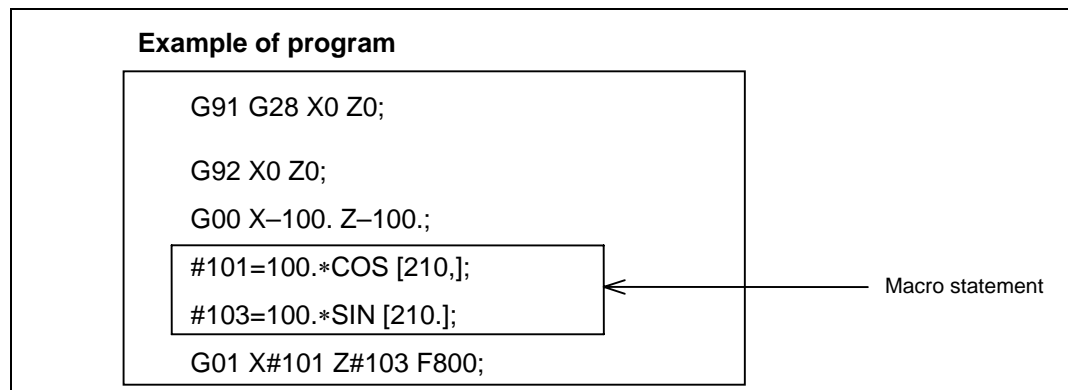 Example of program
G91 G28 X0 Z0;
G92 X0 Z0;
G00 X–100. Z–100.;
#101=100.∗COS [210,];
#103=100.∗SIN [210.];
Macro statement
G01 X#101 Z#103 F800;